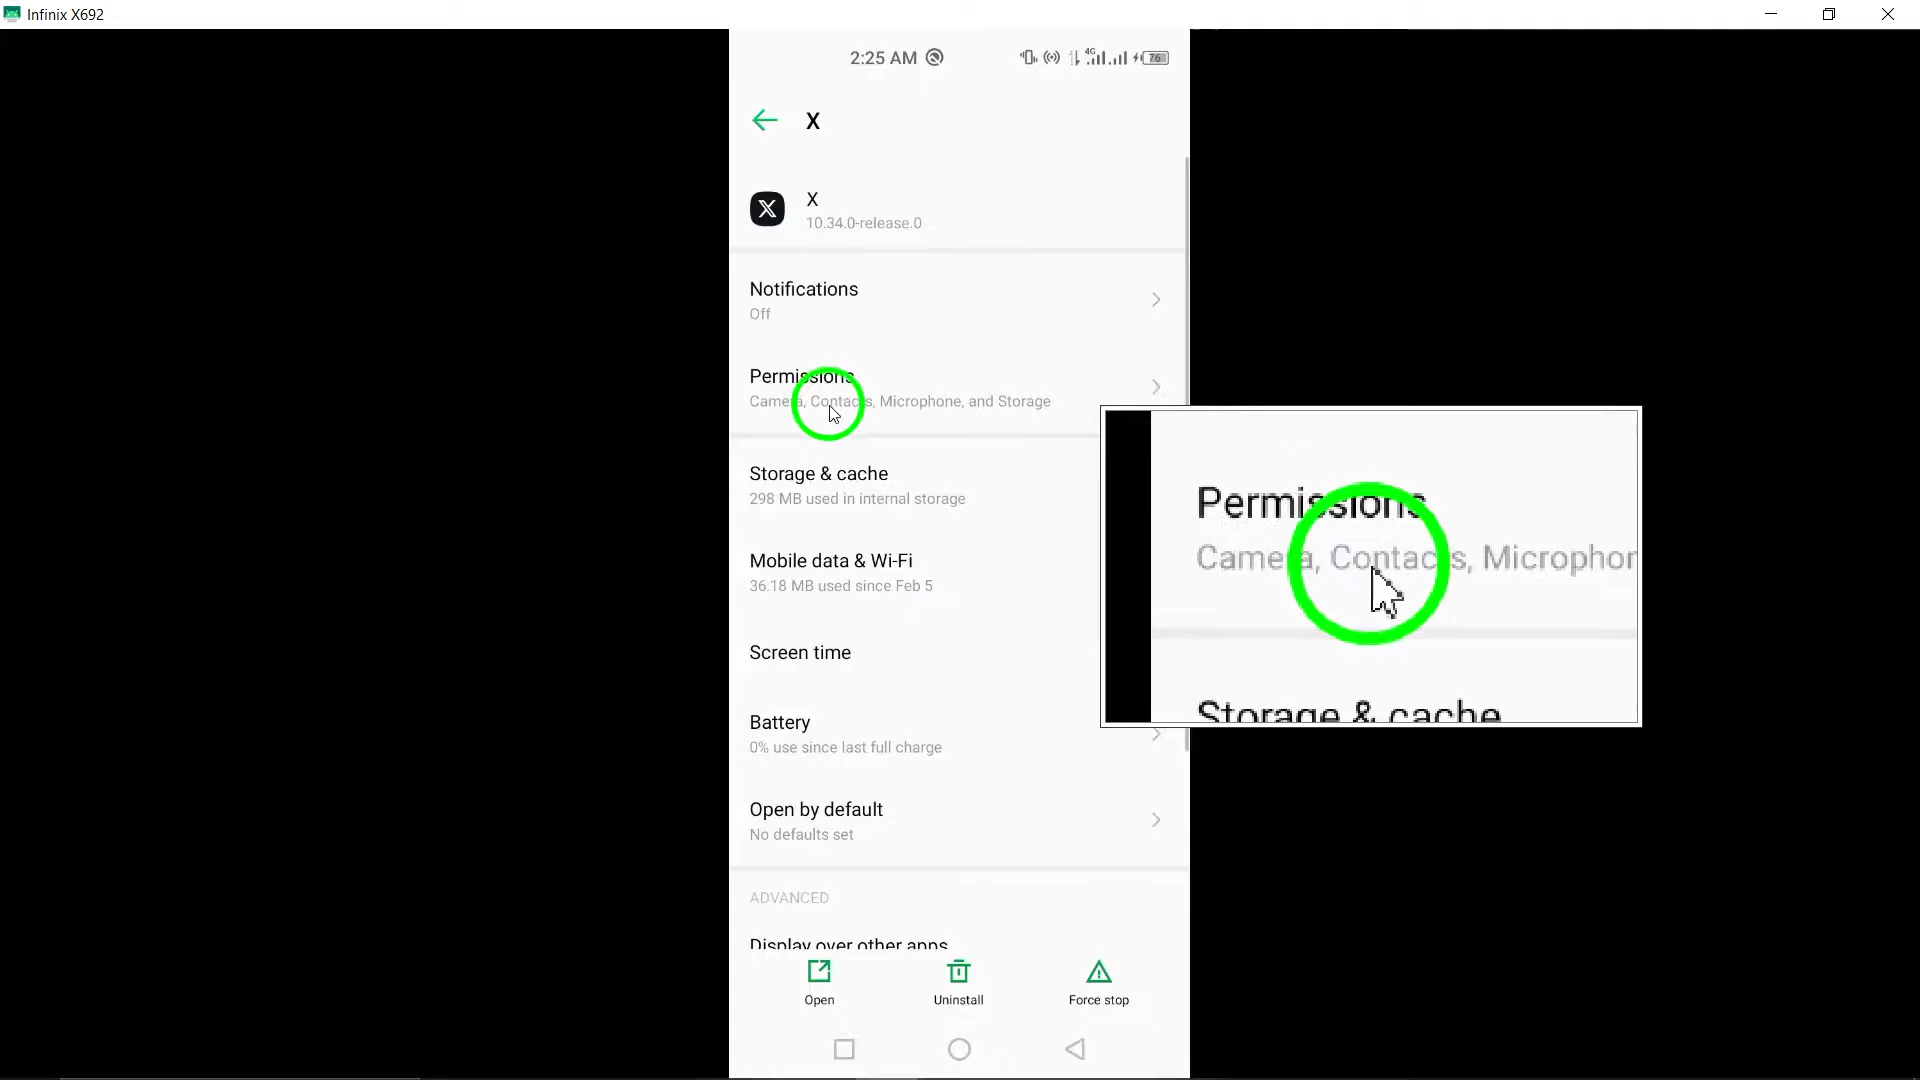 Infinix X692
2:25 AM
4G
76
X
X
10.34.0-release.0
Notifications
Off
Permissions
Camera, Contacts, Microphone, and Storage
Storage & cache
298 MB used in internal storage
Mobile data & Wi-Fi
36.18 MB used since Feb 5
Screen time
Battery
0% use since last full charge
Open by default
No defaults set
ADVANCED
Display over other apps
Open
Uninstall
Force stop
Permissions
Camera, Contacts, Microphon
Storage & cache